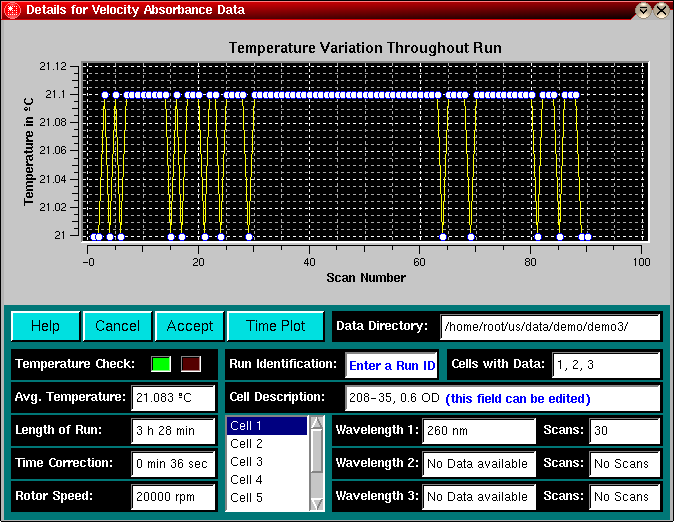 Details for Velocity Absorbance Data
Temperature Variation Throughout Run
Temperature in ºC
21.12
21.1
21.08
21.06
21.04
21.02
21
-0 20 40 60 80 100
Scan Number
Help Cancel Accept Time Plot Data Directory: /home/root/us/data/demo/demo3/
Temperature Check: Run Identification: Enter a Run ID Cells with Data: 1, 2, 3
Avg. Temperature: 21.083 ºC Cell Description: 208-35, 0.6 OD (this field can be edited)
Length of Run: 3 h 28 min Cell 1 Wavelength 1: 260 nm Scans: 30
Cell 2
Time Correction: 0 min 36 sec Cell 3 Wavelength 2: No Data available Scans: No Scans
Cell 4
Rotor Speed: 20000 rpm Cell 5 Wavelength 3: No Data available Scans: No Scans